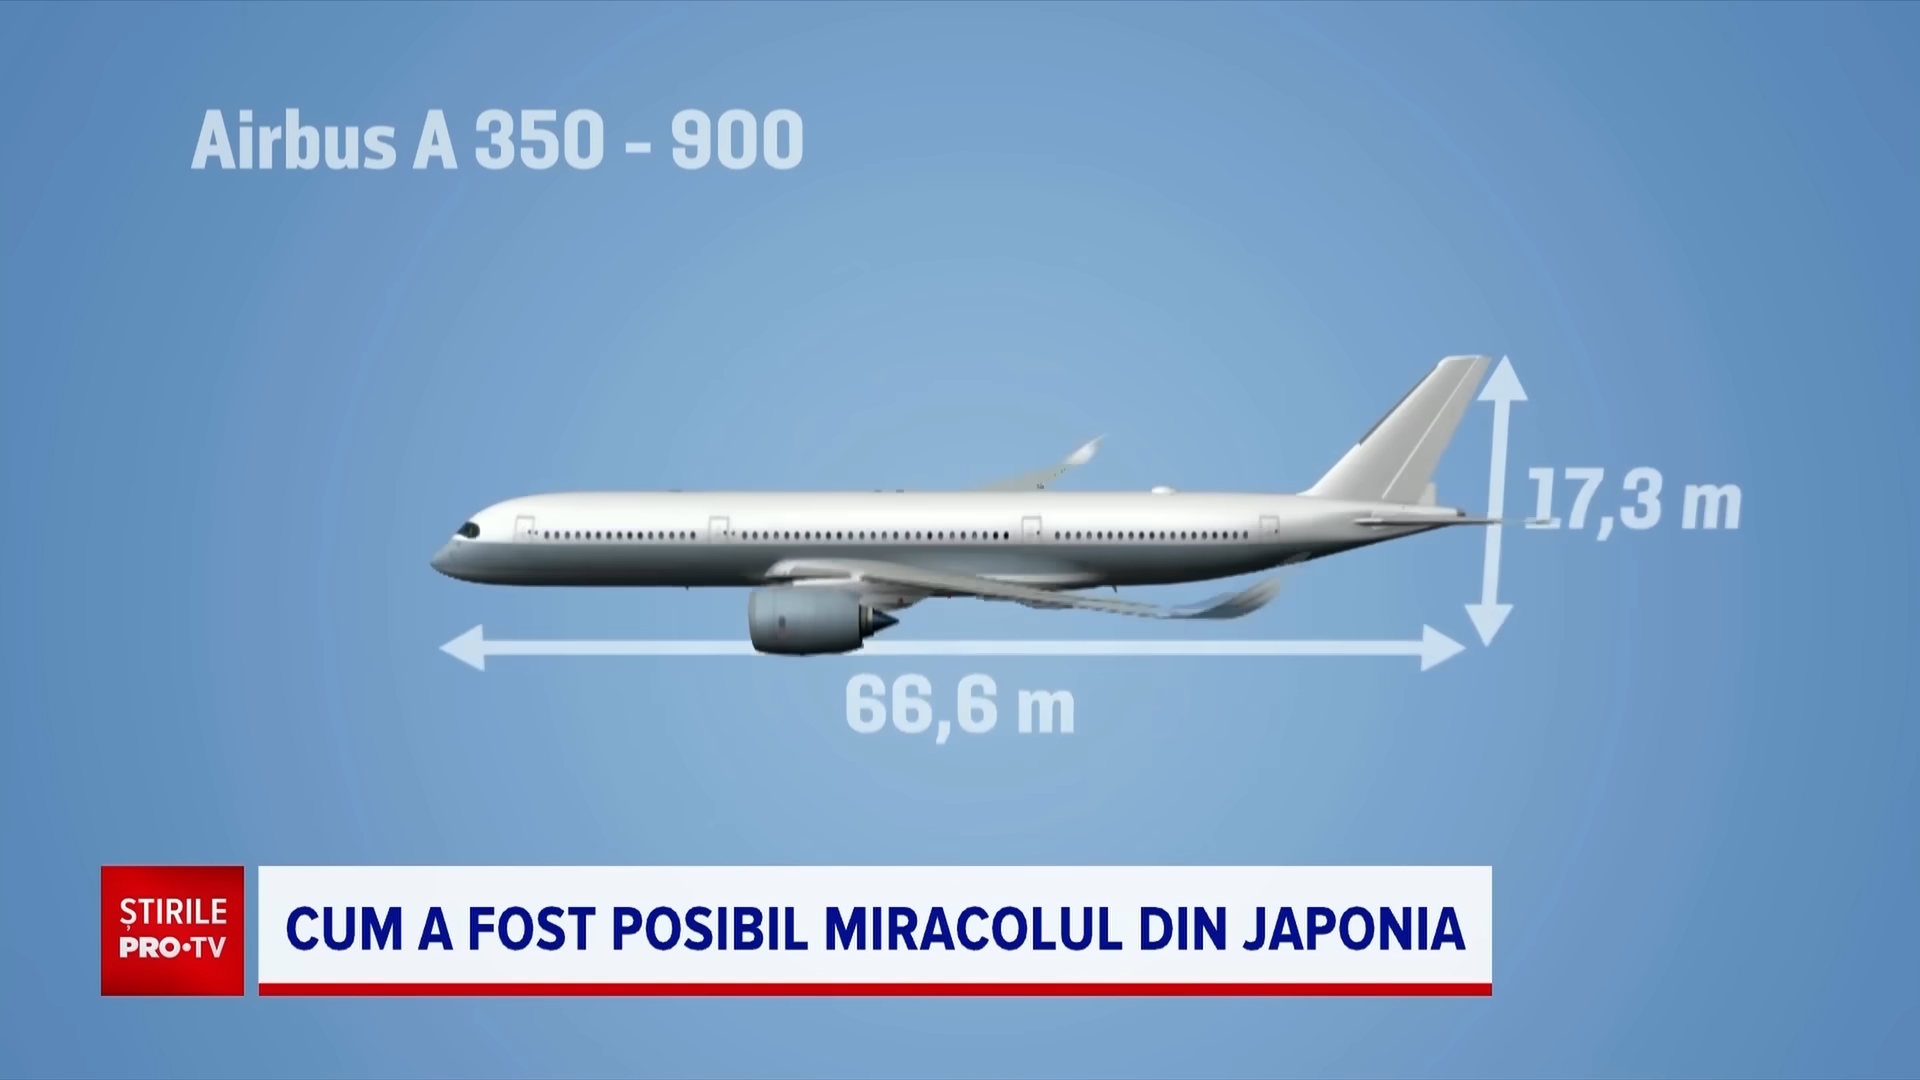 Airbus A 350 - 900
17,3 m
66,6 m
ȘTIRILE
PRO•TV
CUM A FOST POSIBIL MIRACOLUL DIN JAPONIA